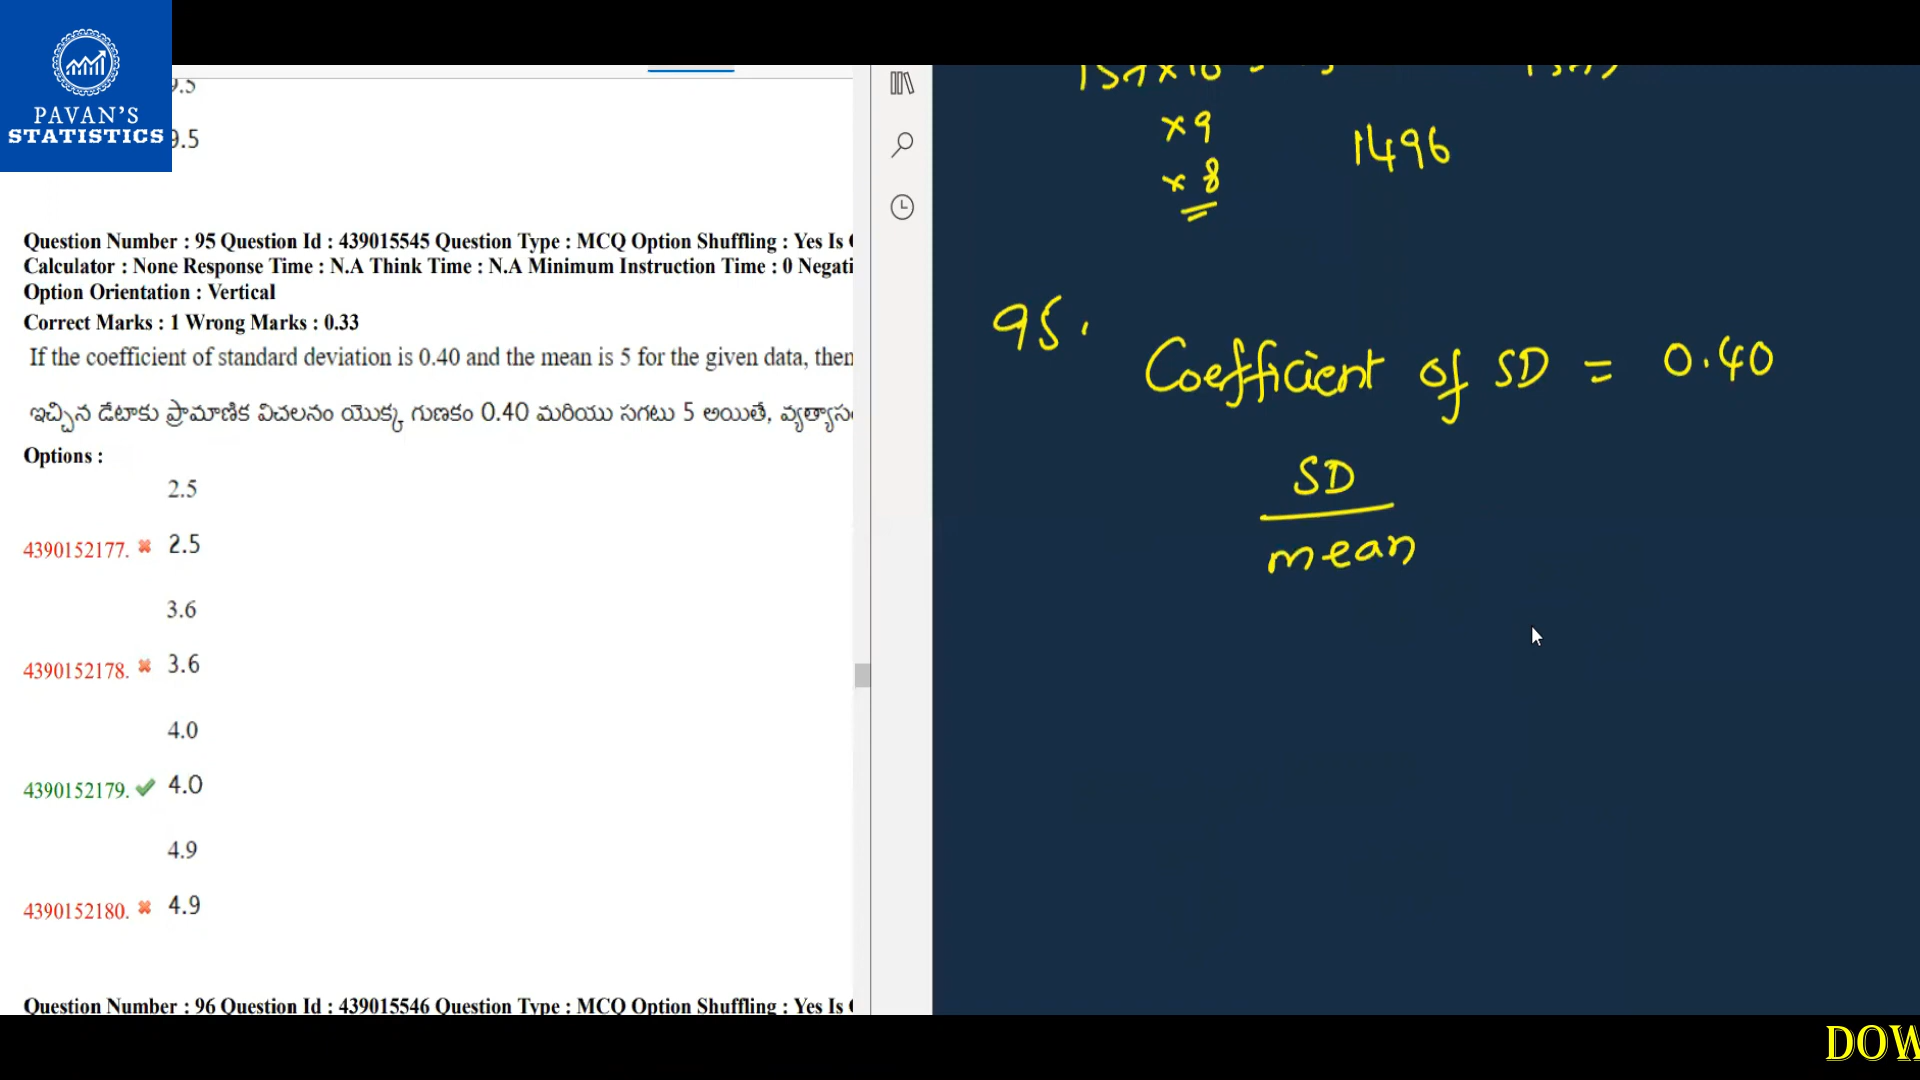 PAVAN'S
STATISTICS
9.5
9.5
Question Number : 95 Question Id : 439015545 Question Type : MCQ Option Shuffling : Yes Is
Calculator : None Response Time : N.A Think Time : N.A Minimum Instruction Time : 0 Negati
Option Orientation : Vertical
Correct Marks : 1 Wrong Marks : 0.33
If the coefficient of standard deviation is 0.40 and the mean is 5 for the given data, then
ఇచ్చిన డేటాకు ప్రామాణిక విచలనం యొక్క గుణకం 0.40 మరియు సగటు 5 అయితే,
Options :
2.5
4390152177. 2.5
3.6
4390152178. 3.6
4.0
4390152179. 4.0
4.9
4390152180. 4.9
Question Number : 96 Question Id : 439015546 Question Type : MCQ Option Shuffling : Yes Is
×9
×8
1496
95.
Coefficient of SD = 0.40
SD
mean